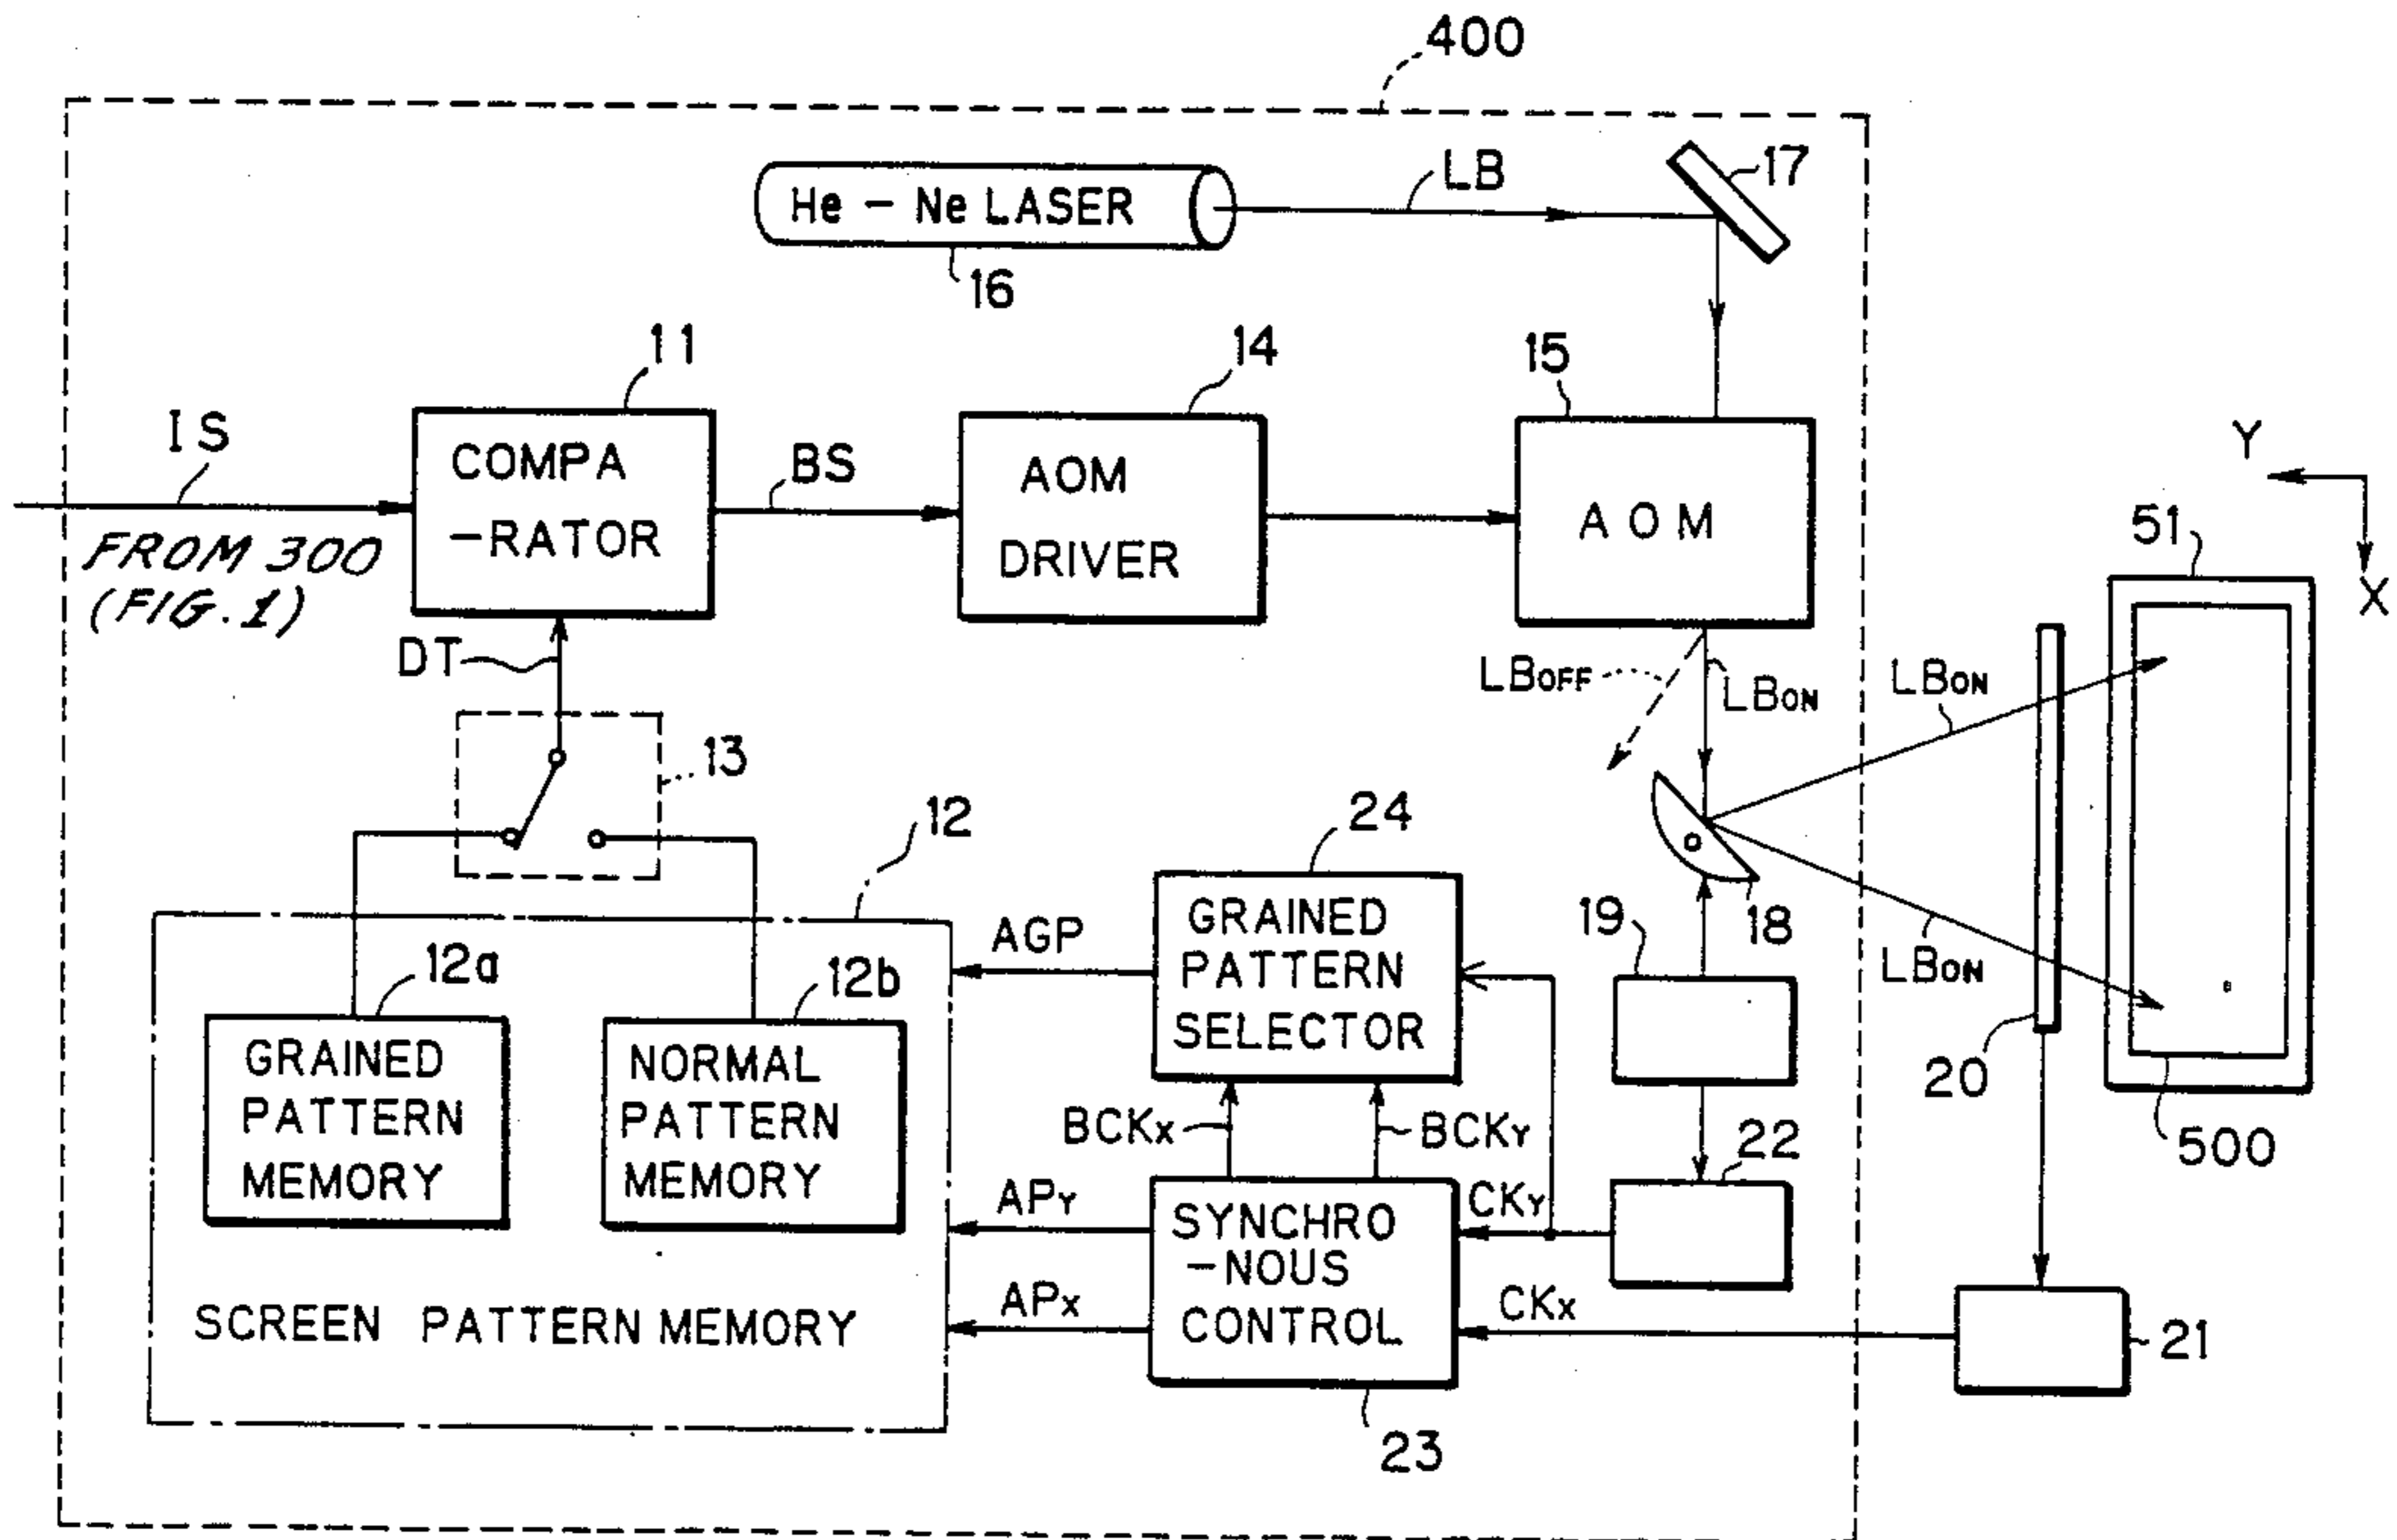 400
He - Ne LASER
LB
17
16
11
14
15
IS
COMPA
-RATOR
BS
AOM
DRIVER
AOM
Y
X
51
FROM 300
(FIG. 1)
DT
LBOFF
LBON
LBON
13
12
24
18
LBON
19
AGP
GRAINED
PATTERN
SELECTOR
12a
12b
20
500
GRAINED
PATTERN
MEMORY
NORMAL
PATTERN
MEMORY
BCKX
BCKY
22
APY
SYNCHRO
-NOUS
CONTROL
CKY
APX
CKX
SCREEN PATTERN MEMORY
21
23